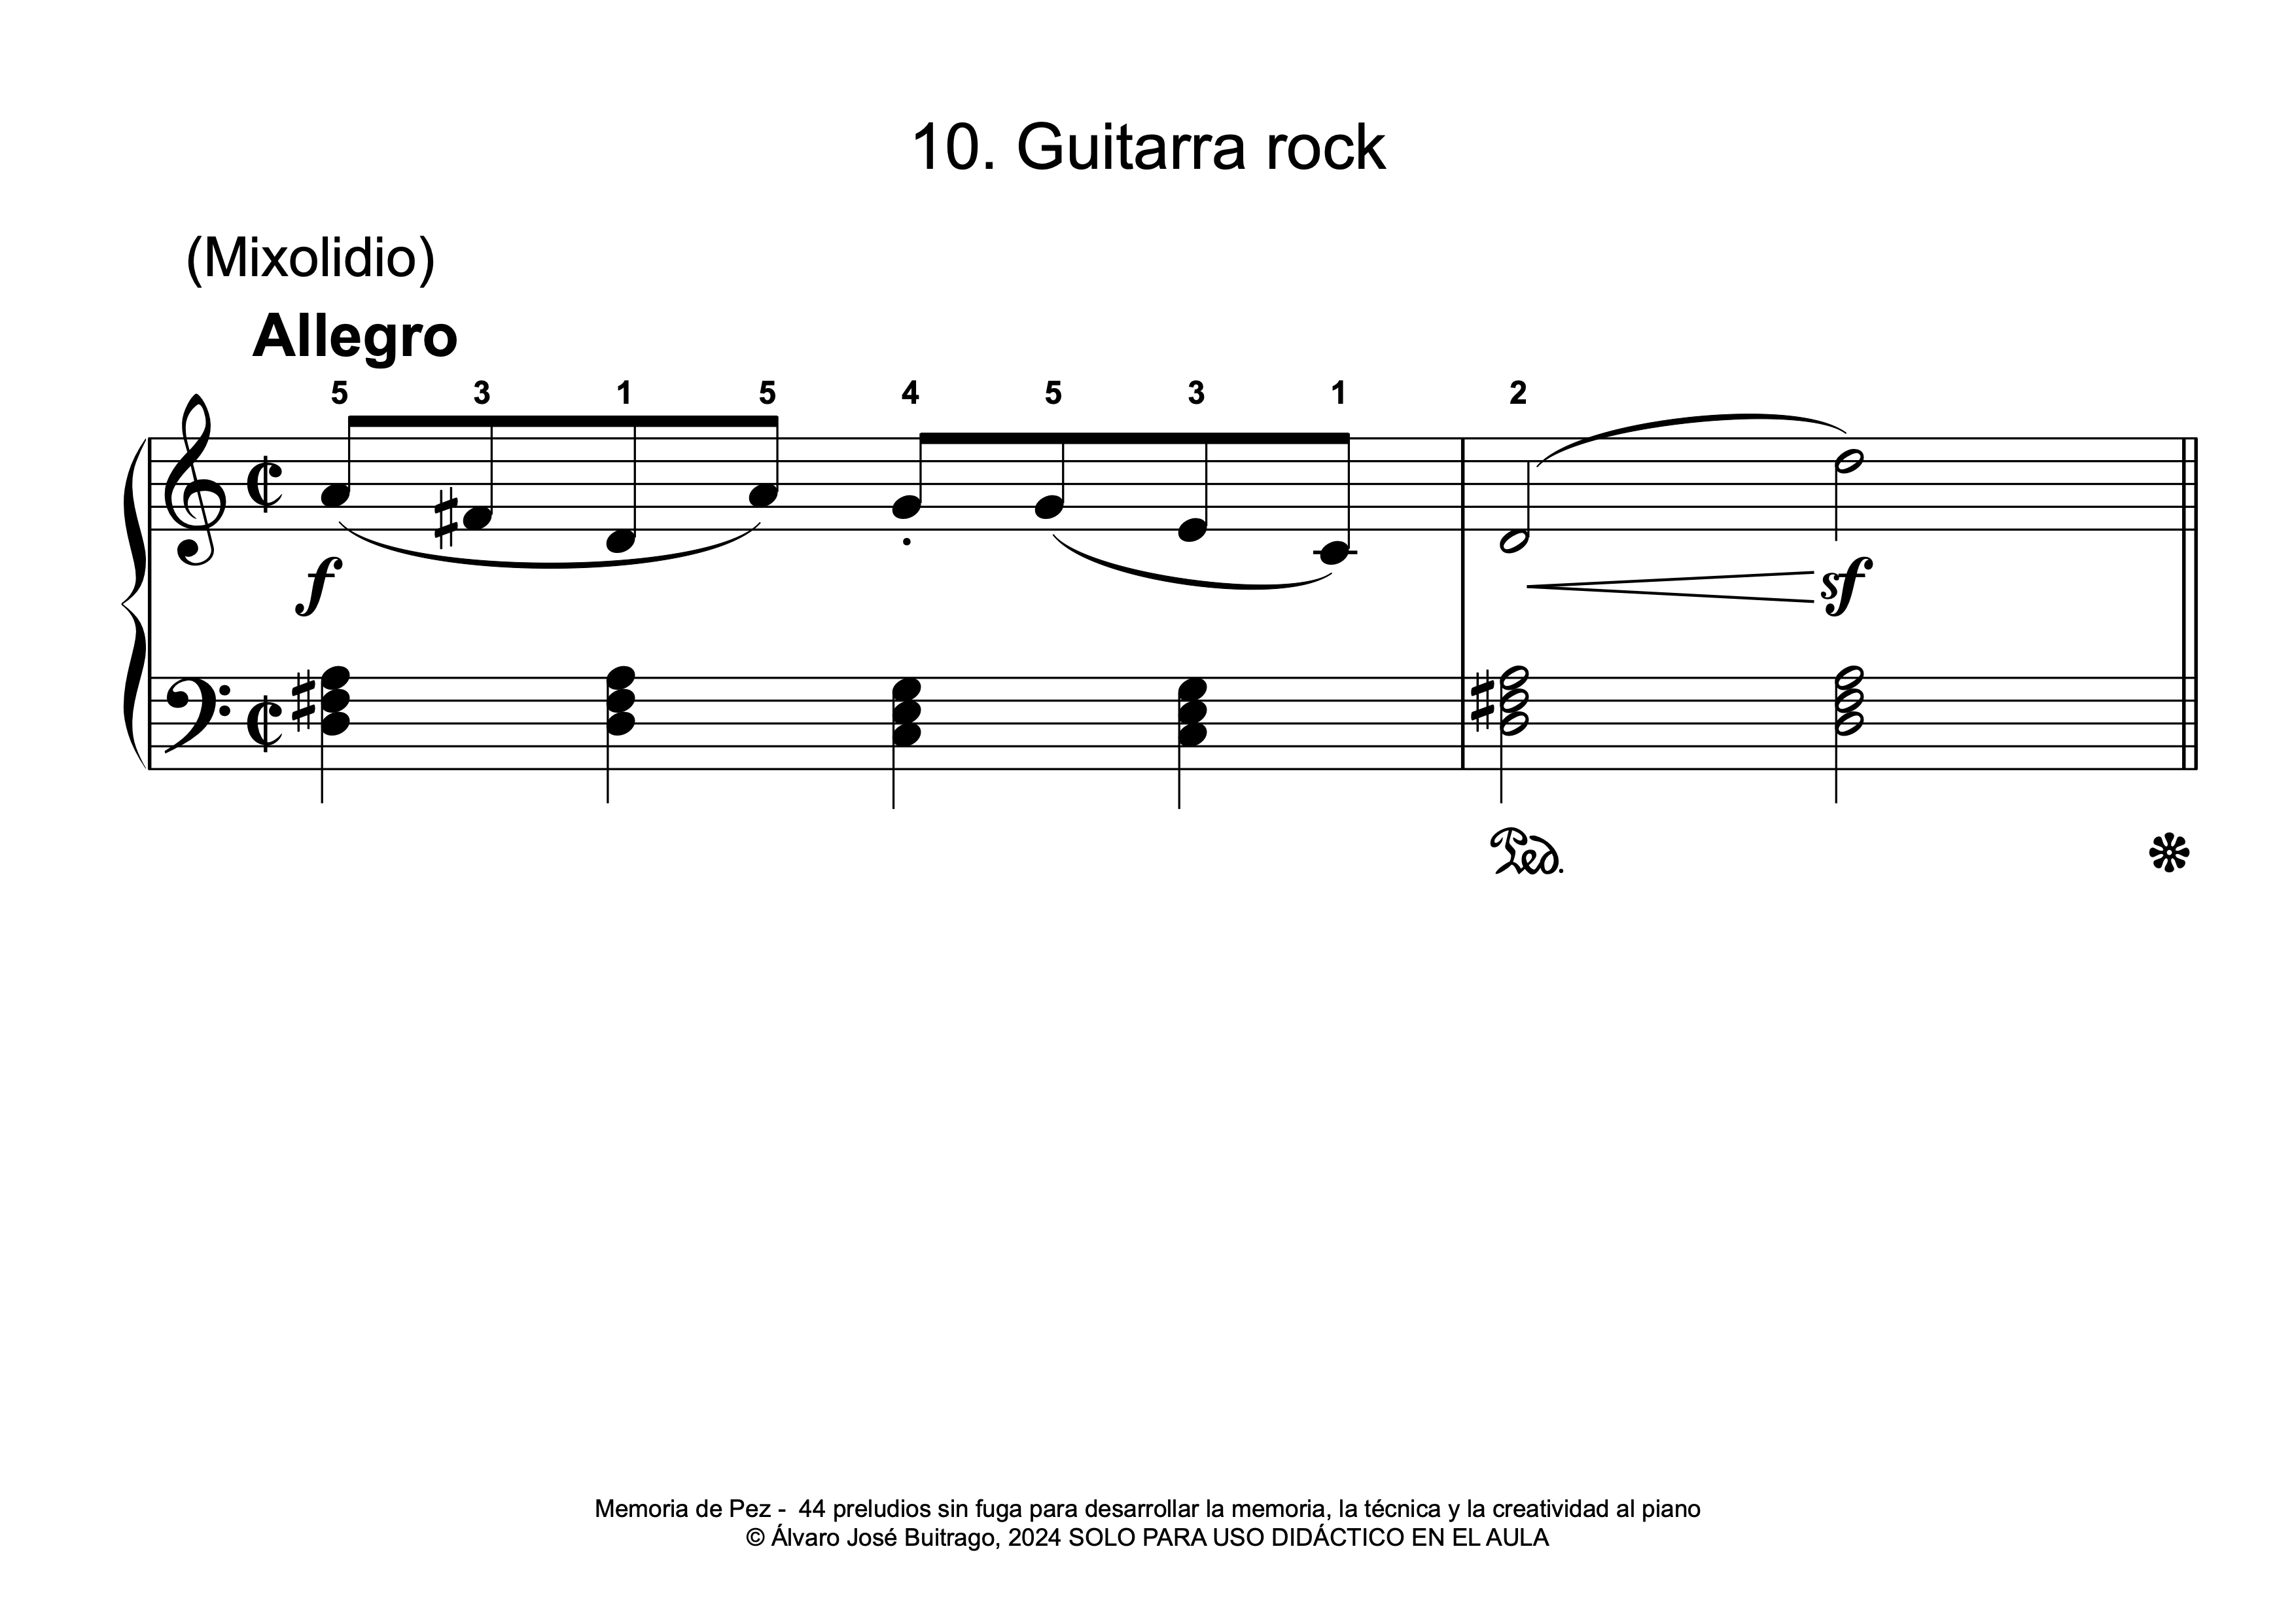 10. Guitarra rock
(Mixolidio)
Allegro
5 3 1 5 4 5 3 1 2
f sf
Ped.
Memoria de Pez - 44 preludios sin fuga para desarrollar la memoria, la técnica y la creatividad al piano
© Álvaro José Buitrago, 2024 SOLO PARA USO DIDÁCTICO EN EL AULA